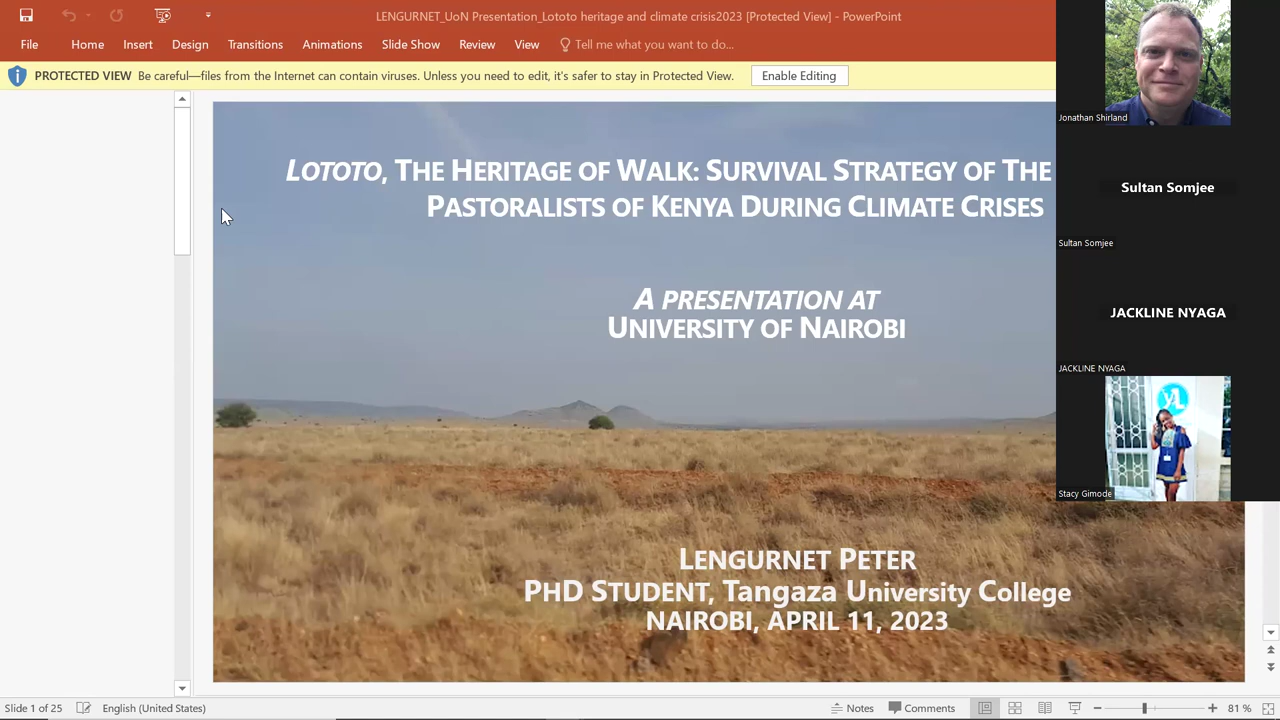 LENGURNET_UoN Presentation_Lototo heritage and climate crisis2023 [Protected View] - PowerPoint
File Home Insert Design Transitions Animations Slide Show Review View Tell me what you want to do...
PROTECTED VIEW Be careful—files from the Internet can contain viruses. Unless you need to edit, it's safer to stay in Protected View. Enable Editing
LOTOTO, THE HERITAGE OF WALK: SURVIVAL STRATEGY OF THE
PASTORALISTS OF KENYA DURING CLIMATE CRISES
A PRESENTATION AT
UNIVERSITY OF NAIROBI
LENGURNET PETER
PHD STUDENT, Tangaza University College
NAIROBI, APRIL 11, 2023
Jonathan Shirland
Sultan Somjee
Sultan Somjee
JACKLINE NYAGA
JACKLINE NYAGA
yAL
Stacy Gimode
Slide 1 of 25 English (United States) Notes Comments 81 %